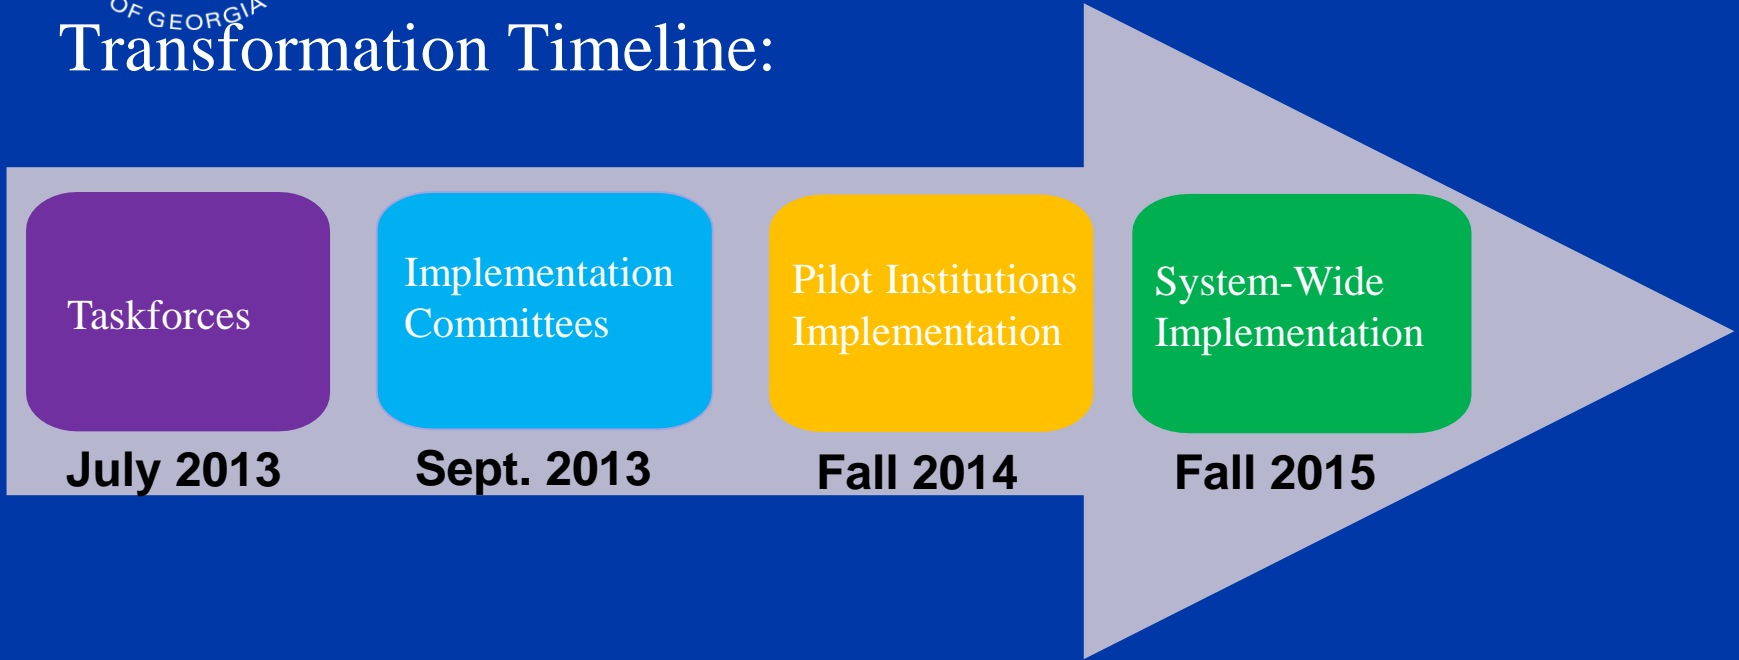 OF GEORGIA
Transformation Timeline:
Taskforces
Implementation
Committees
Pilot Institutions
Implementation
System-Wide
Implementation
July 2013
Sept. 2013
Fall 2014
Fall 2015